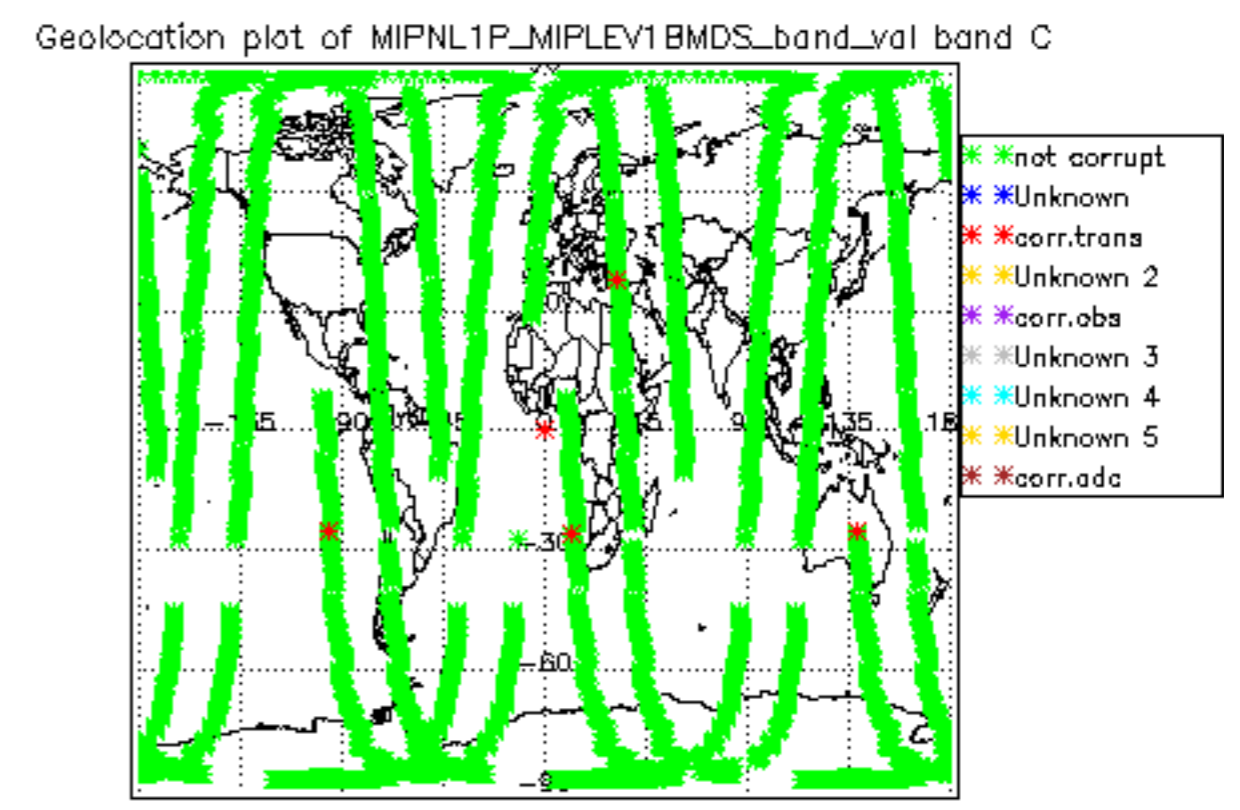 Geolocation plot of MIPNL1P_MIPLEV1BMDS_band_val band C
not corrupt
Unknown
corr.trans
Unknown 2
corr.obs
Unknown 3
Unknown 4
Unknown 5
corr.adc
135
-30
-60